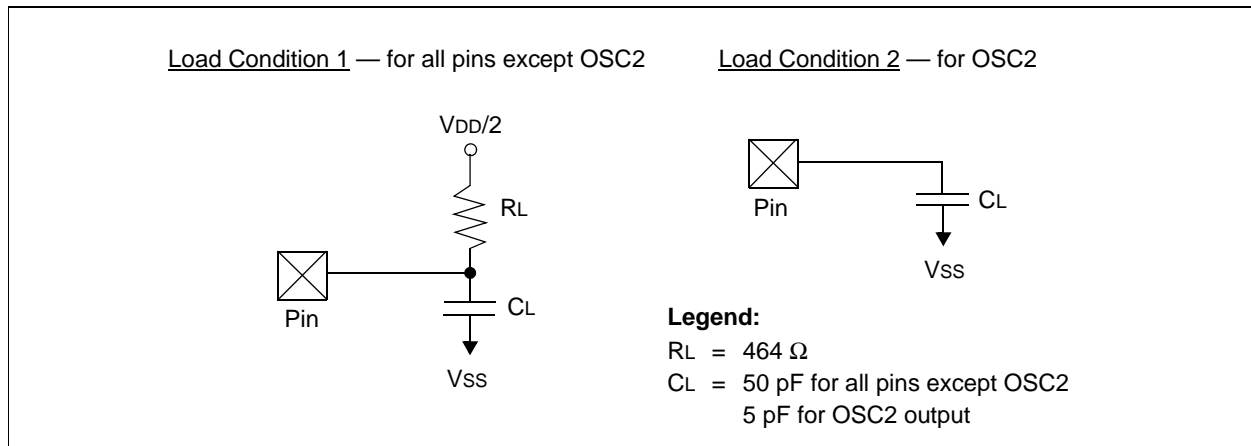 Load Condition 1 — for all pins except OSC2
VDD/2
RL
Pin
CL
VSS
Load Condition 2 — for OSC2
Pin
CL
VSS
Legend:
RL = 464 Ω
CL = 50 pF for all pins except OSC2
5 pF for OSC2 output